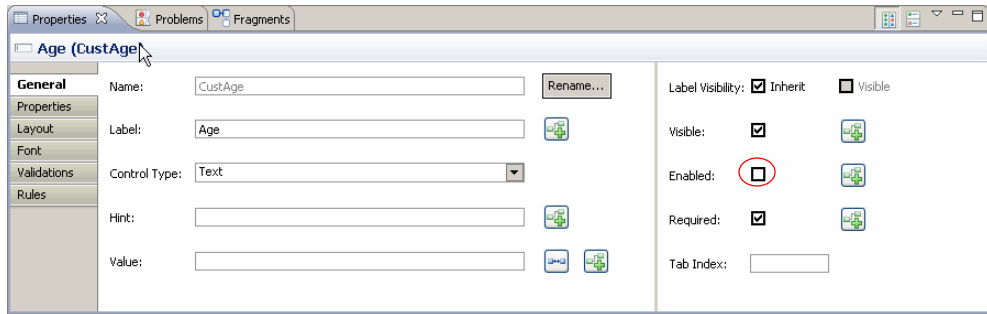 Properties Problems Fragments
Age (CustAge)
General
Properties
Layout
Font
Validations
Rules
Name: CustAge Rename...
Label: Age
Control Type: Text
Hint:
Value:
Label Visibility: Inherit Visible
Visible:
Enabled:
Required:
Tab Index: